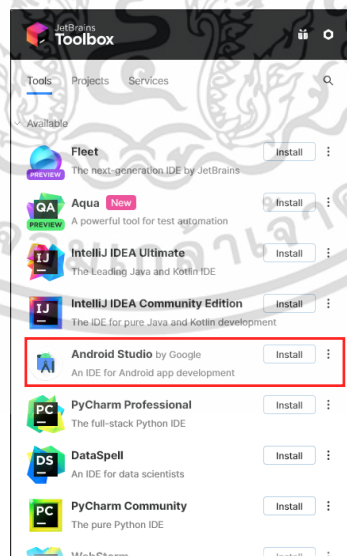 JetBrains
Toolbox
Tools Projects Services
Available
Fleet
Install
PREVIEW
The next-generation IDE by JetBrains
Aqua New
Install
QA
PREVIEW
A powerful tool for test automation
IntelliJ IDEA Ultimate
Install
IJ
The Leading Java and Kotlin IDE
IntelliJ IDEA Community Edition
Install
IJ
The IDE for pure Java and Kotlin development
Android Studio by Google
Install
AI
An IDE for Android app development
PyCharm Professional
Install
PC
The full-stack Python IDE
DataSpell
Install
DS
An IDE for data scientists
PyCharm Community
Install
PC
The pure Python IDE
WebStorm
Install